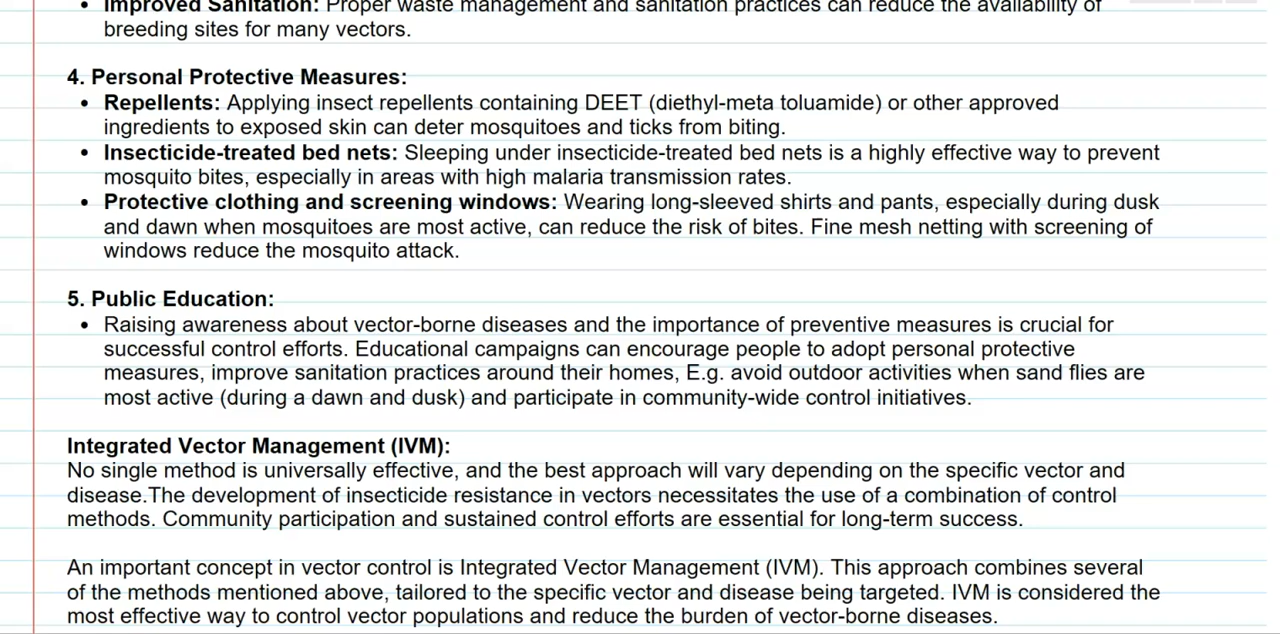 • Improved Sanitation: Proper waste management and sanitation practices can reduce the availability of
breeding sites for many vectors.
4. Personal Protective Measures:
• Repellents: Applying insect repellents containing DEET (diethyl-meta toluamide) or other approved
ingredients to exposed skin can deter mosquitoes and ticks from biting.
• Insecticide-treated bed nets: Sleeping under insecticide-treated bed nets is a highly effective way to prevent
mosquito bites, especially in areas with high malaria transmission rates.
• Protective clothing and screening windows: Wearing long-sleeved shirts and pants, especially during dusk
and dawn when mosquitoes are most active, can reduce the risk of bites. Fine mesh netting with screening of
windows reduce the mosquito attack.
5. Public Education:
• Raising awareness about vector-borne diseases and the importance of preventive measures is crucial for
successful control efforts. Educational campaigns can encourage people to adopt personal protective
measures, improve sanitation practices around their homes, E.g. avoid outdoor activities when sand flies are
most active (during a dawn and dusk) and participate in community-wide control initiatives.
Integrated Vector Management (IVM):
No single method is universally effective, and the best approach will vary depending on the specific vector and
disease.The development of insecticide resistance in vectors necessitates the use of a combination of control
methods. Community participation and sustained control efforts are essential for long-term success.
An important concept in vector control is Integrated Vector Management (IVM). This approach combines several
of the methods mentioned above, tailored to the specific vector and disease being targeted. IVM is considered the
most effective way to control vector populations and reduce the burden of vector-borne diseases.